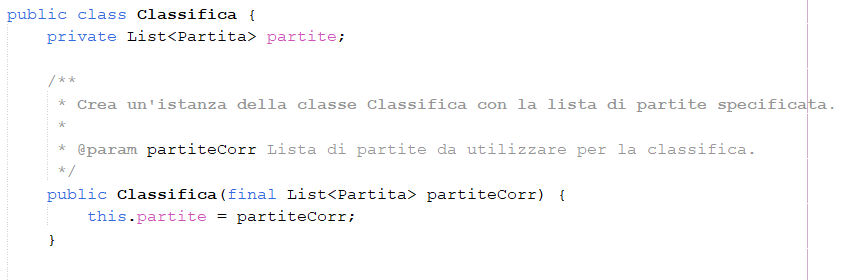 public class Classifica {
private List<Partita> partite;
/**
* Crea un'istanza della classe Classifica con la lista di partite specificata.
*
* @param partiteCorr Lista di partite da utilizzare per la classifica.
*/
public Classifica(final List<Partita> partiteCorr) {
this.partite = partiteCorr;
}